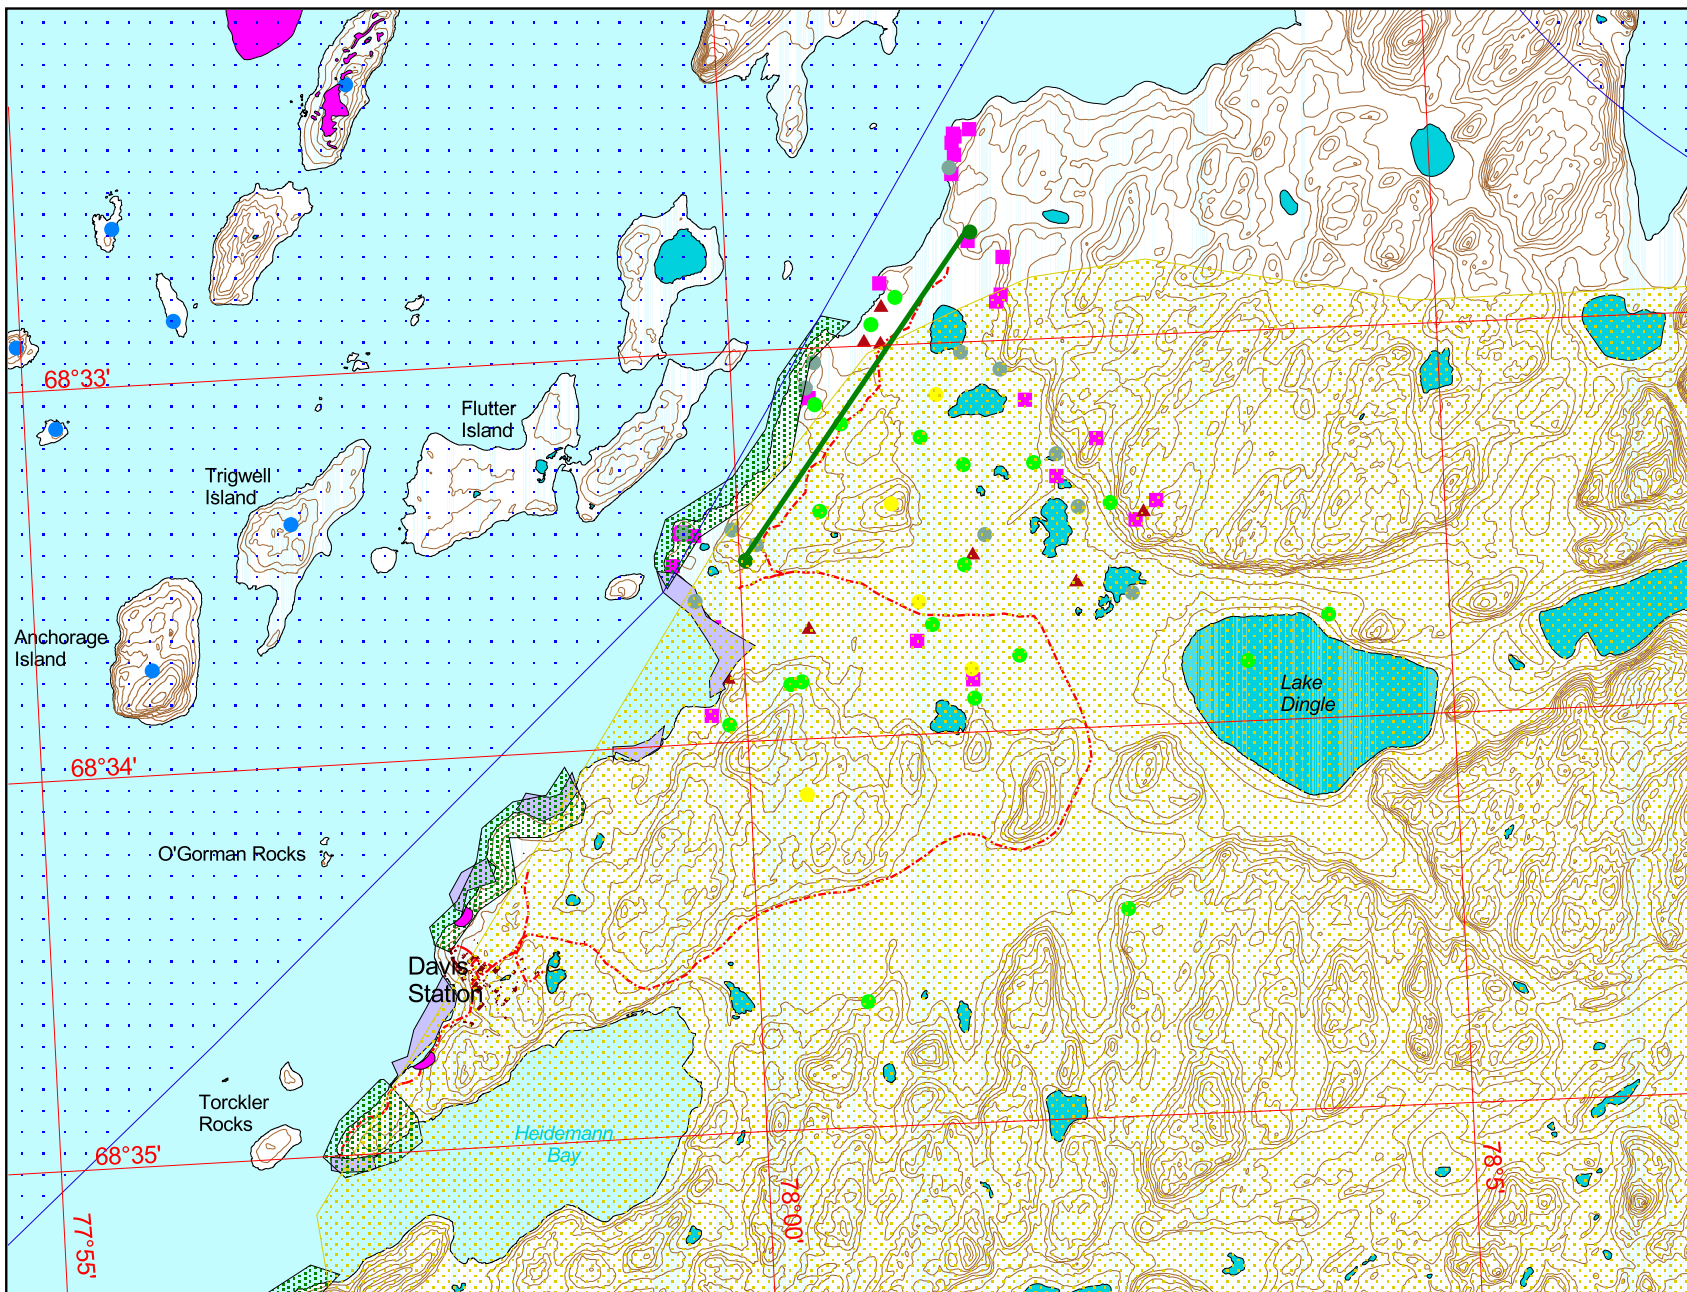 68°33'
Flutter
Island
Trigwell
Island
Anchorage
Island
Lake
Dingle
68°34'
O'Gorman Rocks
Davis
Station
Torckler
Rocks
Heidemann
Bay
68°35'
77°55'
78°00'
78°5'